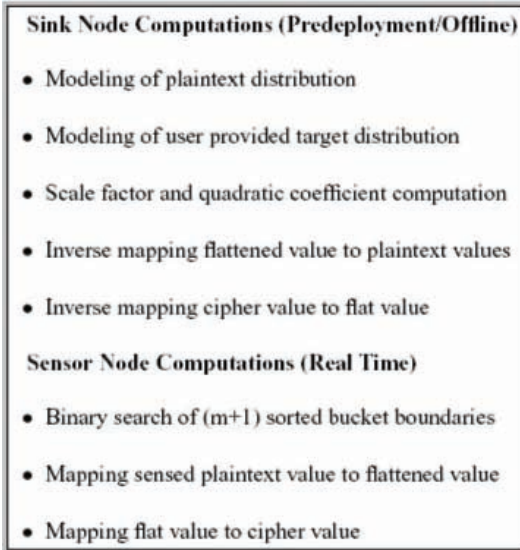 Sink Node Computations (Predeployment/Offline)
• Modeling of plaintext distribution
• Modeling of user provided target distribution
• Scale factor and quadratic coefficient computation
• Inverse mapping flattened value to plaintext values
• Inverse mapping cipher value to flat value
Sensor Node Computations (Real Time)
• Binary search of (m+1) sorted bucket boundaries
• Mapping sensed plaintext value to flattened value
• Mapping flat value to cipher value